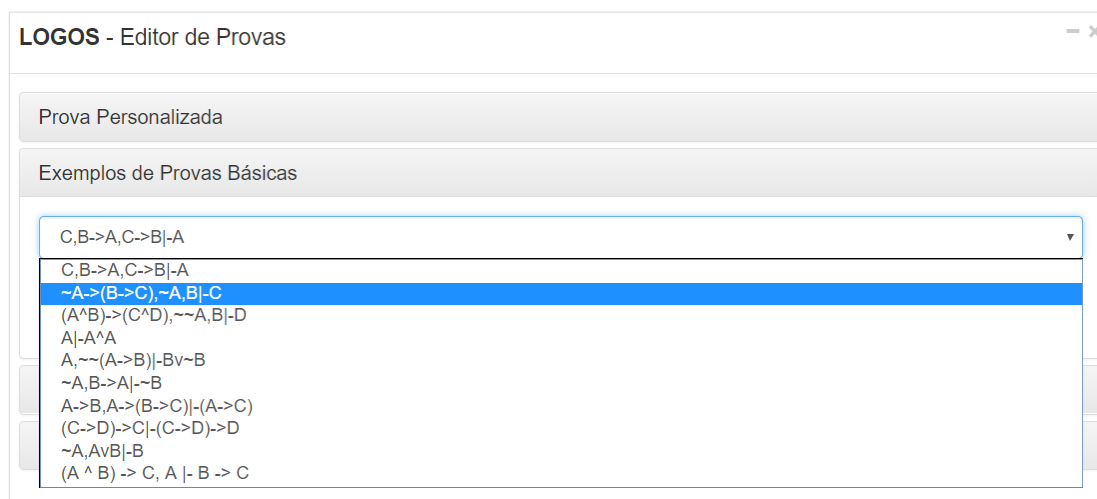 LOGOS - Editor de Provas
Prova Personalizada
Exemplos de Provas Básicas
C,B->A,C->B|-A
C,B->A,C->B|-A
~A->(B->C),~A,B|-C
(A^B)->(C^D),~~A,B|-D
A|-A^A
A,~~(A->B)|-Bv~B
~A,B->A|-~B
A->B,A->(B->C)|-(A->C)
(C->D)->C|-(C->D)->D
~A,AvB|-B
(A ^ B) -> C, A |- B -> C